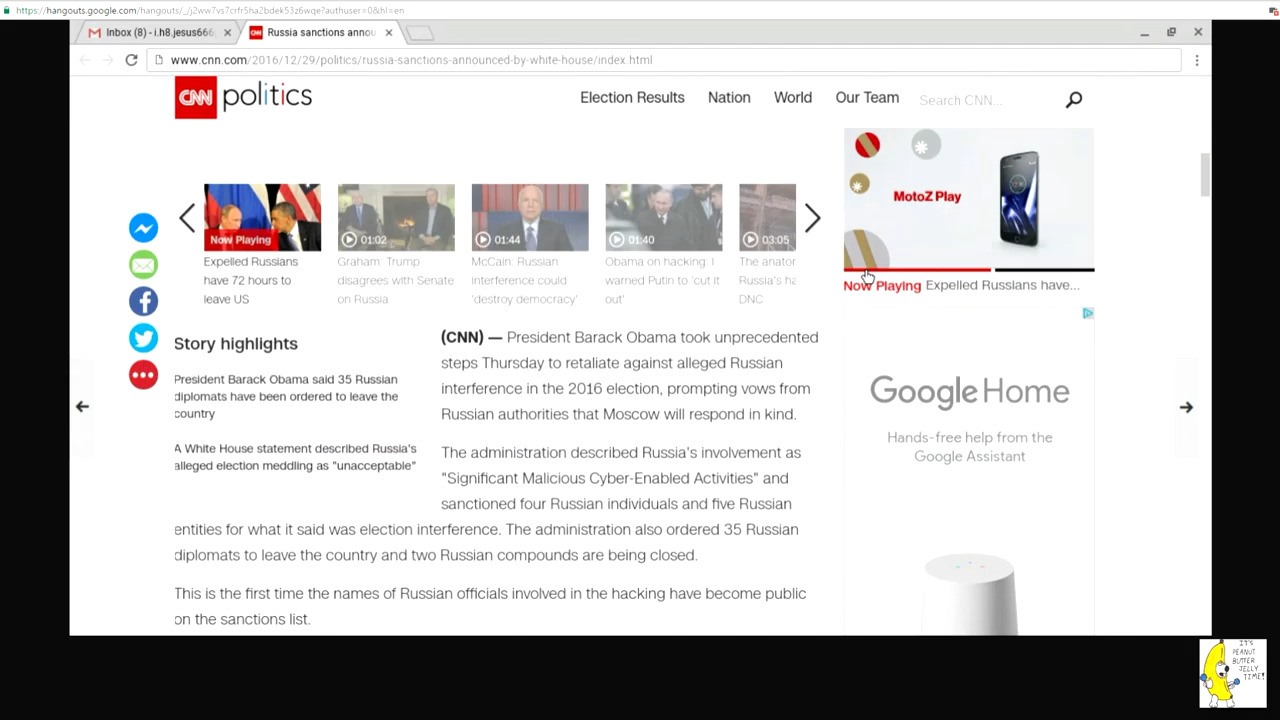 https://hangouts.google.com/hangouts/_/j2ww7vs7crfr5ha2bdek53z6wqe?authuser=0&hl=en
Inbox (8) - i.h8.jesus666
Russia sanctions annou
www.cnn.com/2016/12/29/politics/russia-sanctions-announced-by-white-house/index.html
CNN politics
Election Results
Nation
World
Our Team
Search CNN...
MotoZ Play
Now Playing Expelled Russians have...
Now Playing
01:02
01:44
01:40
03:05
Expelled Russians
have 72 hours to
leave US
Graham: Trump
disagrees with Senate
on Russia
McCain: Russian
interference could
'destroy democracy'
Obama on hacking: I
warned Putin to 'cut it
out'
The anator
Russia's ha
DNC
Story highlights
President Barack Obama said 35 Russian
diplomats have been ordered to leave the
country
A White House statement described Russia's
alleged election meddling as "unacceptable"
(CNN) — President Barack Obama took unprecedented
steps Thursday to retaliate against alleged Russian
interference in the 2016 election, prompting vows from
Russian authorities that Moscow will respond in kind.
The administration described Russia's involvement as
"Significant Malicious Cyber-Enabled Activities" and
sanctioned four Russian individuals and five Russian
entities for what it said was election interference. The administration also ordered 35 Russian
diplomats to leave the country and two Russian compounds are being closed.
This is the first time the names of Russian officials involved in the hacking have become public
on the sanctions list.
Google Home
Hands-free help from the
Google Assistant
IT'S
PEANUT
BUTTER
JELLY
TIME!